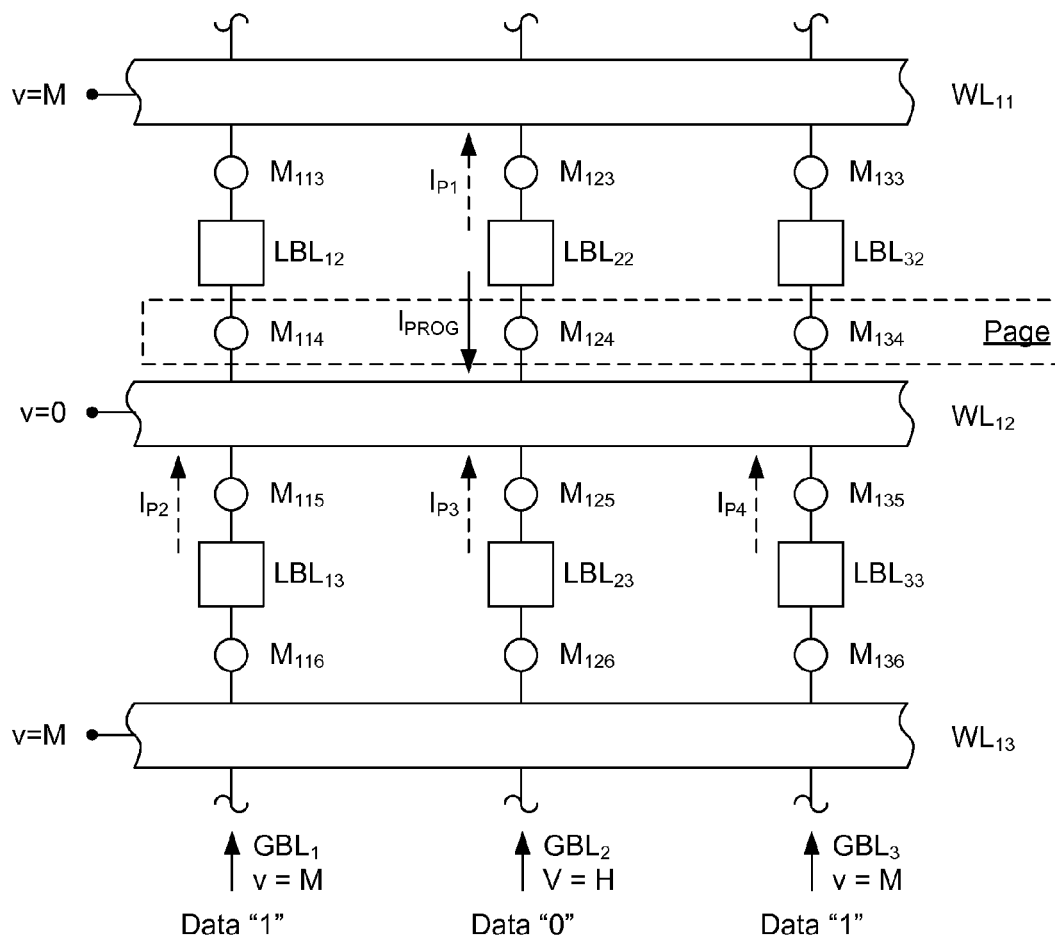 v=M
WL11
M113
IP1
M123
M133
LBL12
LBL22
LBL32
M114
IPROG
M124
M134
Page
v=0
WL12
IP2
M115
IP3
M125
IP4
M135
LBL13
LBL23
LBL33
M116
M126
M136
v=M
WL13
GBL1
v = M
GBL2
V = H
GBL3
v = M
Data “1”
Data “0”
Data “1”